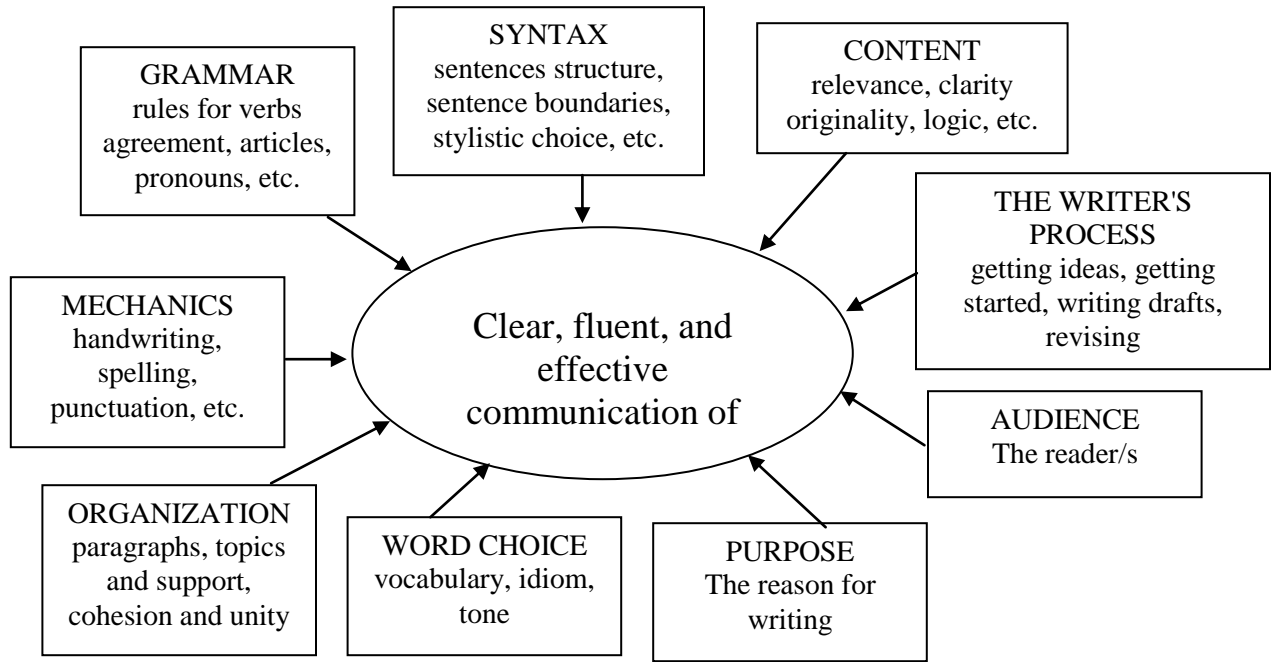 SYNTAX
sentences structure,
sentence boundaries,
stylistic choice, etc.
CONTENT
relevance, clarity
originality, logic, etc.
GRAMMAR
rules for verbs
agreement, articles,
pronouns, etc.
THE WRITER'S
PROCESS
getting ideas, getting
started, writing drafts,
revising
MECHANICS
handwriting,
spelling,
punctuation, etc.
Clear, fluent, and
effective
communication of
AUDIENCE
The reader/s
ORGANIZATION
paragraphs, topics
and support,
cohesion and unity
WORD CHOICE
vocabulary, idiom,
tone
PURPOSE
The reason for
writing